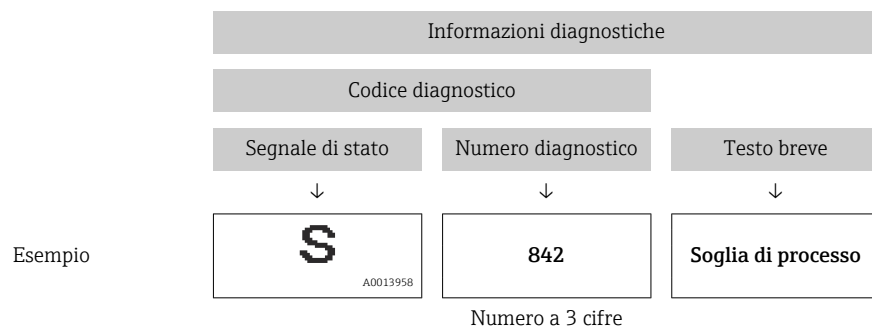 Informazioni diagnostiche
Codice diagnostico
Segnale di stato Numero diagnostico Testo breve
↓ ↓ ↓
Esempio S 842 Soglia di processo
A0013958
Numero a 3 cifre